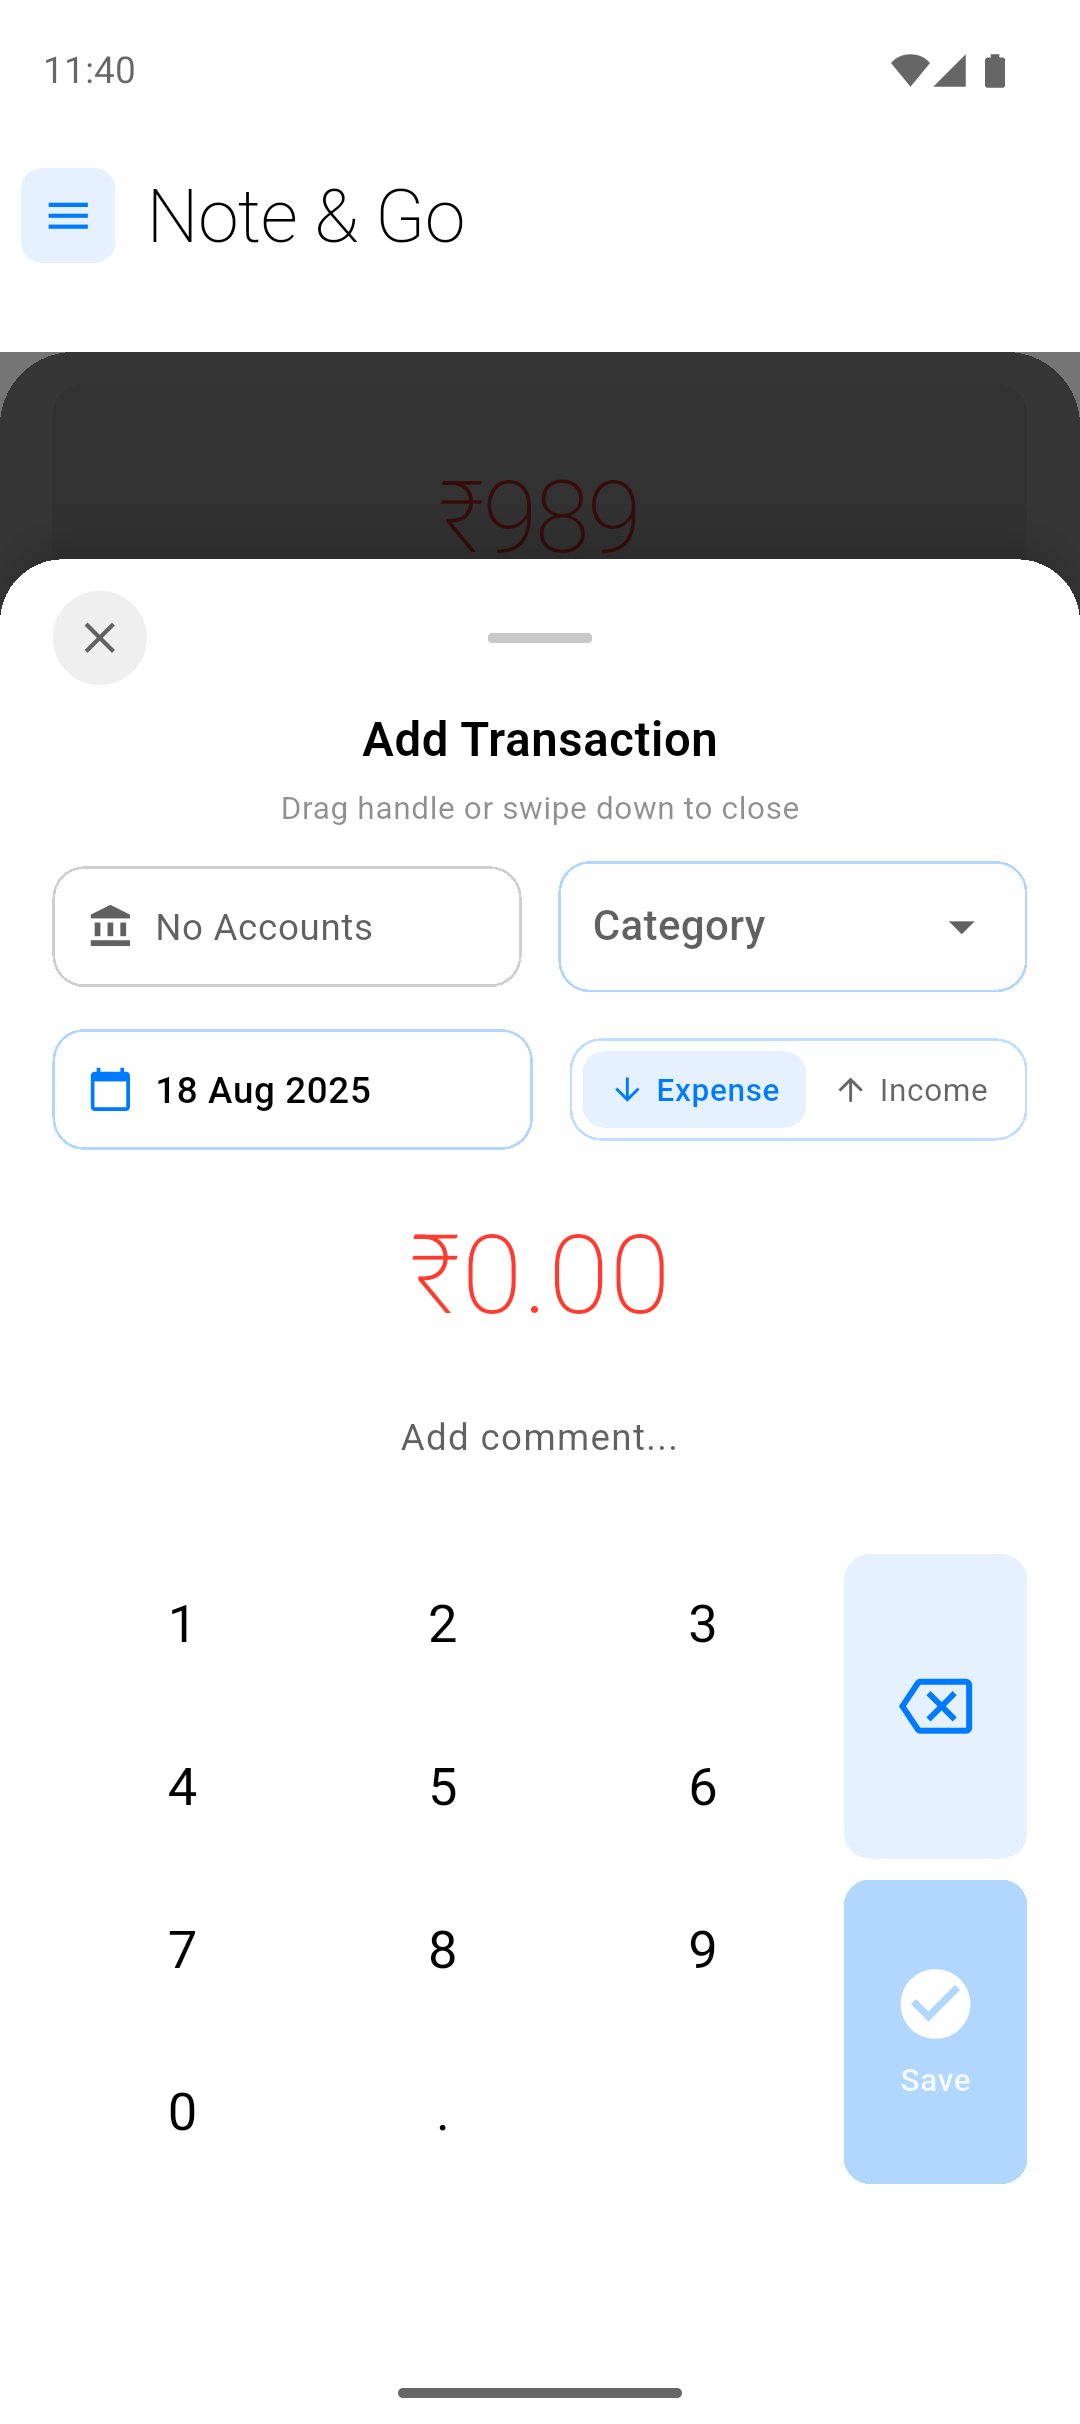 11:40
Note & Go
₹989
Add Transaction
Drag handle or swipe down to close
No Accounts
Category
18 Aug 2025
Expense
Income
₹0.00
Add comment...
1 2 3
4 5 6
7 8 9
Save
0 .